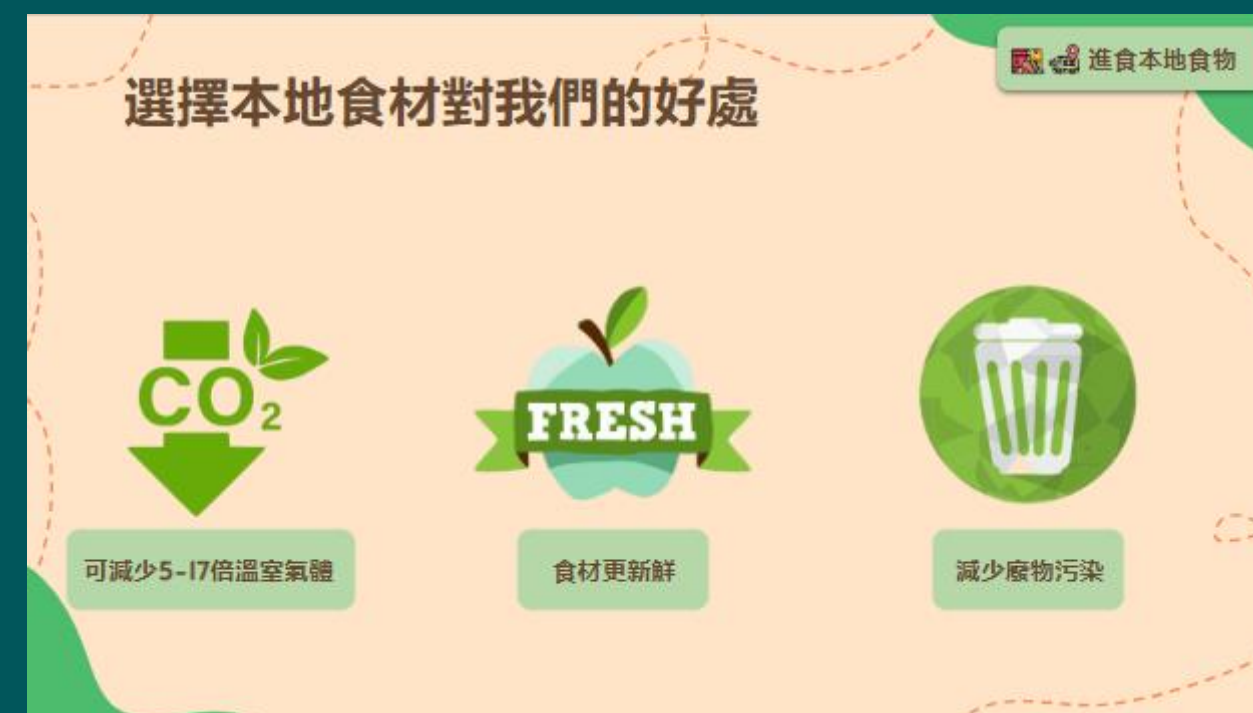 進食本地食物
選擇本地食材對我們的好處
CO2
FRESH
可減少5-17倍溫室氣體
食材更新鮮
減少廢物污染